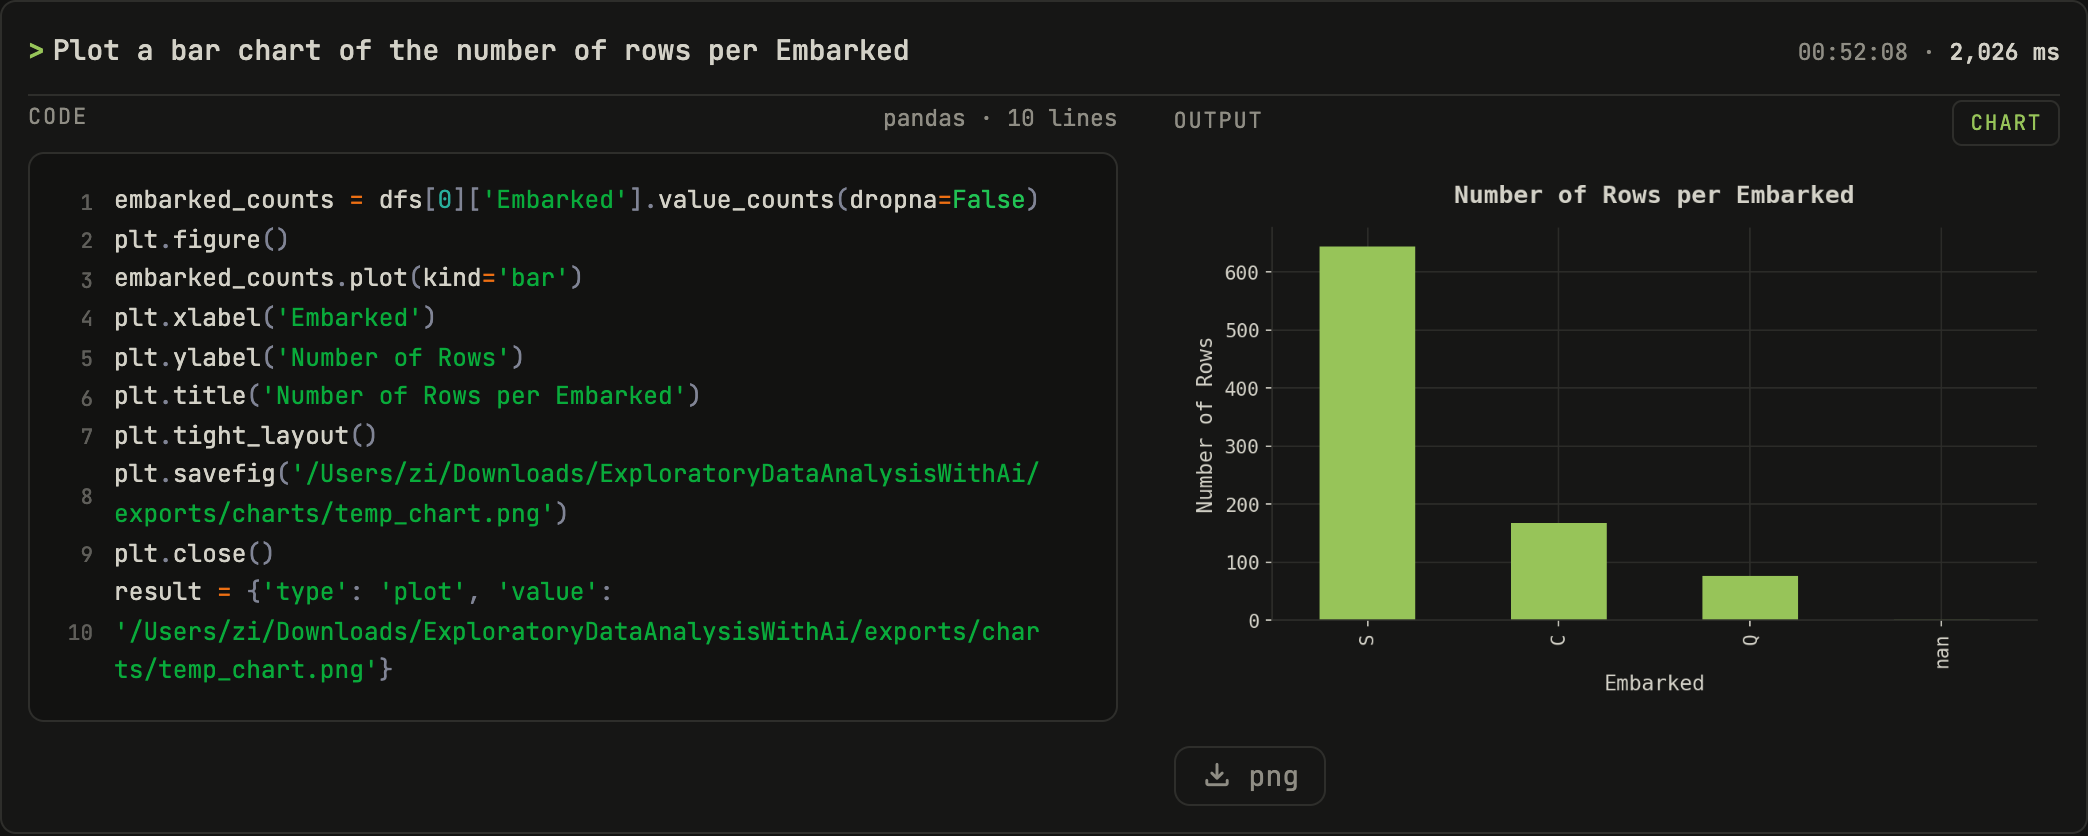 > Plot a bar chart of the number of rows per Embarked
00:52:08 · 2,026 ms
CODE
pandas · 10 lines
1 embarked_counts = dfs[0]['Embarked'].value_counts(dropna=False)
2 plt.figure()
3 embarked_counts.plot(kind='bar')
4 plt.xlabel('Embarked')
5 plt.ylabel('Number of Rows')
6 plt.title('Number of Rows per Embarked')
7 plt.tight_layout()
8 plt.savefig('/Users/zi/Downloads/ExploratoryDataAnalysisWithAi/
exports/charts/temp_chart.png')
9 plt.close()
10 result = {'type': 'plot', 'value':
'/Users/zi/Downloads/ExploratoryDataAnalysisWithAi/exports/char
ts/temp_chart.png'}
OUTPUT
CHART
Number of Rows per Embarked
Number of Rows
600
500
400
300
200
100
0
S
C
Q
nan
Embarked
png